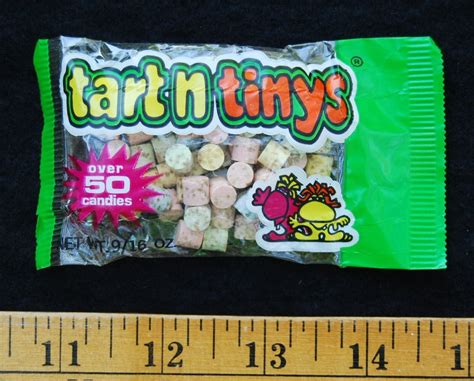 tart n tinys ®
over
50
candies
NET WT. 9/16 OZ.
11 12 13 14